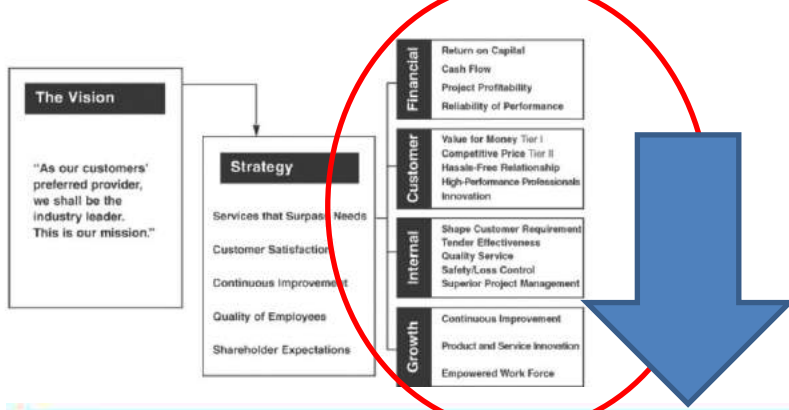 The Vision
"As our customers'
preferred provider,
we shall be the
industry leader.
This is our mission."
Strategy
Services that Surpass Needs
Customer Satisfaction
Continuous Improvement
Quality of Employees
Shareholder Expectations
Financial
Return on Capital
Cash Flow
Project Profitability
Reliability of Performance
Customer
Value for Money Tier I
Competitive Price Tier II
Hassle-Free Relationship
High-Performance Professionals
Innovation
Internal
Shape Customer Requirement
Tender Effectiveness
Quality Service
Safety/Loss Control
Superior Project Management
Growth
Continuous Improvement
Product and Service Innovation
Empowered Work Force